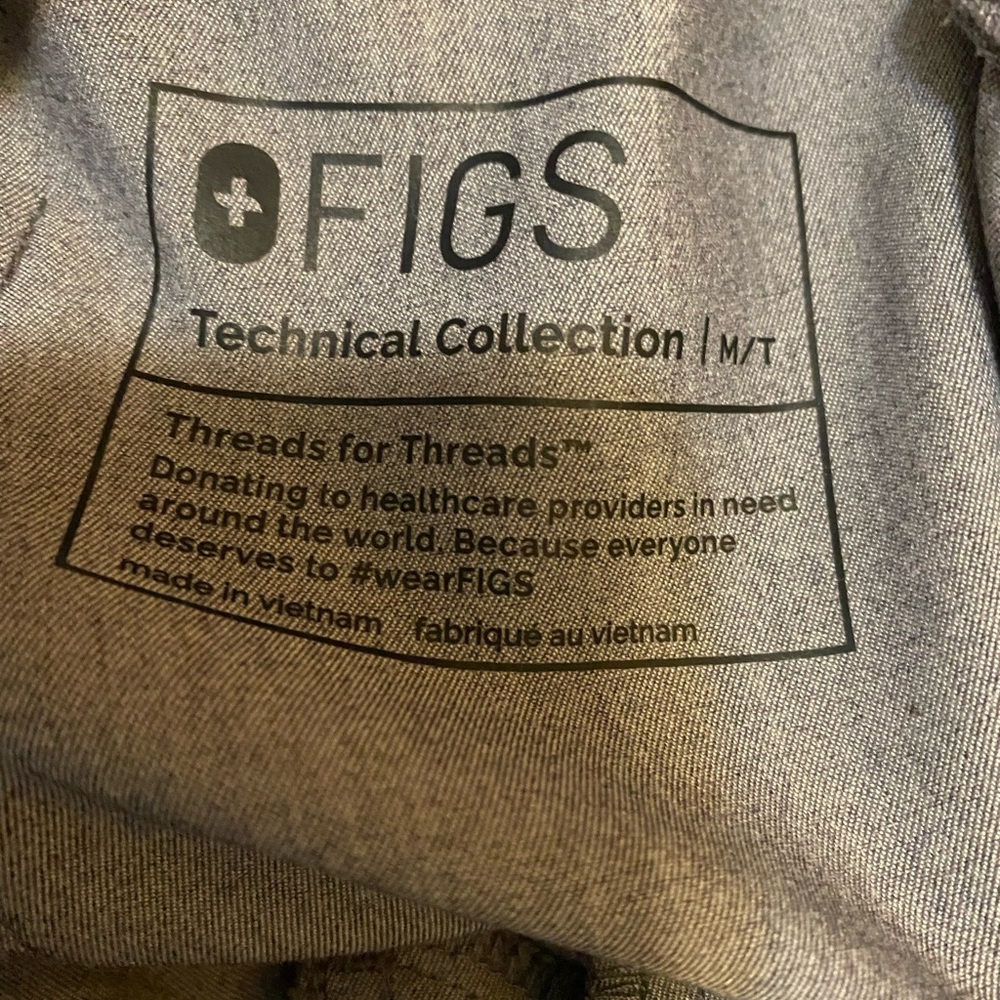 FIGS
Technical Collection | M/T
Threads for Threads™
Donating to healthcare providers in need
around the world. Because everyone
deserves to #wearFIGS
made in vietnam fabriqué au vietnam